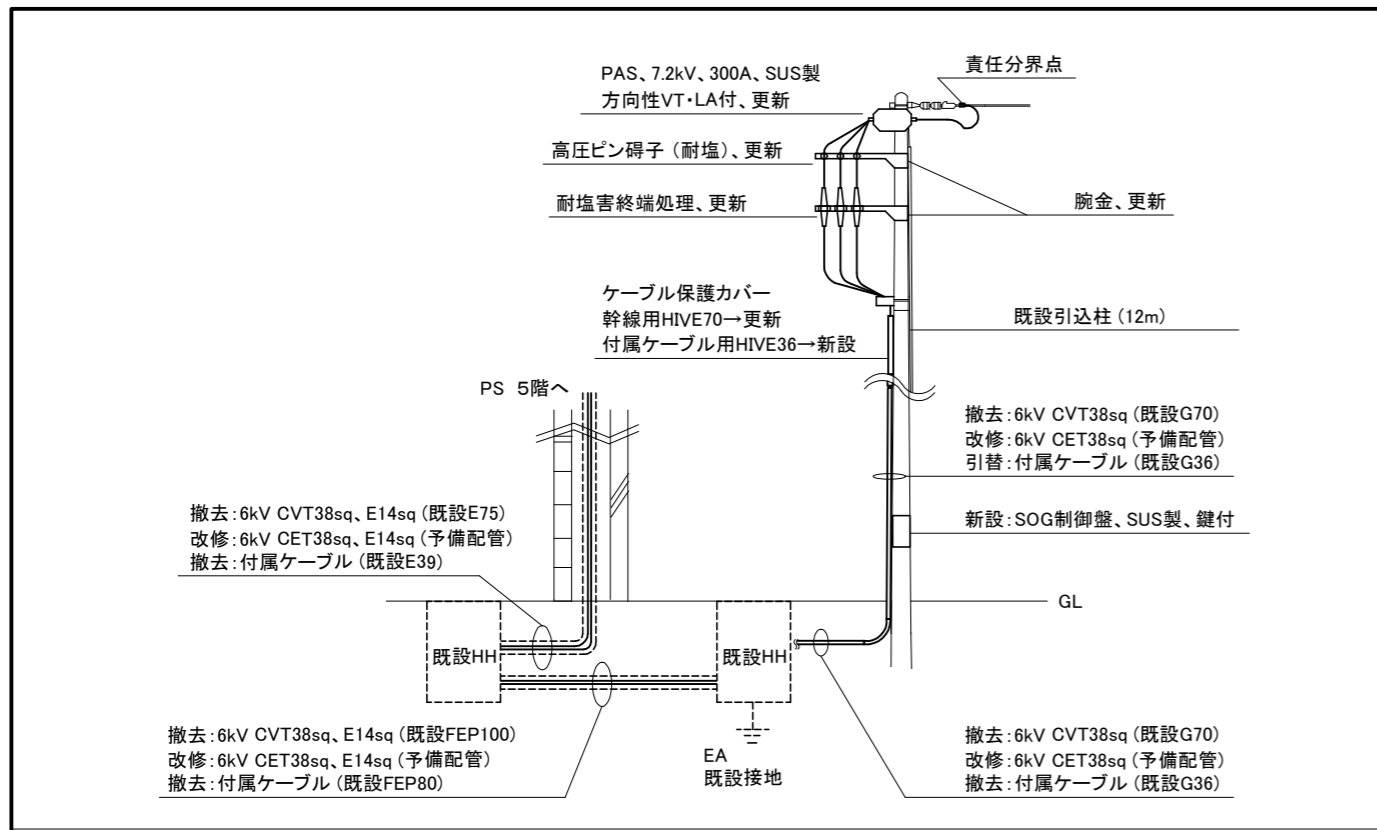 PAS、7.2kV、300A、SUS製
方向性VT・LA付、更新
責任分界点
高圧ピン碍子（耐塩）、更新
耐塩害終端処理、更新
腕金、更新
ケーブル保護カバー
幹線用HIVE70→更新
付属ケーブル用HIVE36→新設
既設引込柱（12m）
PS 5階へ
撤去：6kV CVT38sq（既設G70）
改修：6kV CET38sq（予備配管）
引替：付属ケーブル（既設G36）
撤去：6kV CVT38sq、E14sq（既設E75）
改修：6kV CET38sq、E14sq（予備配管）
撤去：付属ケーブル（既設E39）
新設：SOG制御盤、SUS製、鍵付
GL
既設HH
既設HH
撤去：6kV CVT38sq、E14sq（既設FEP100）
改修：6kV CET38sq、E14sq（予備配管）
撤去：付属ケーブル（既設FEP80）
EA
既設接地
撤去：6kV CVT38sq（既設G70）
改修：6kV CET38sq（予備配管）
撤去：付属ケーブル（既設G36）